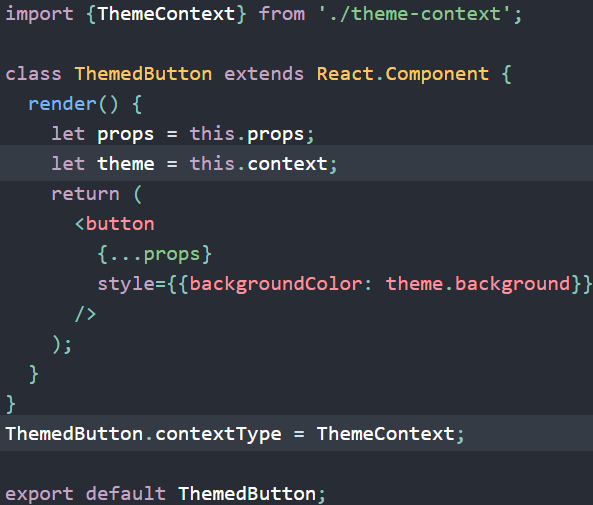 import {ThemeContext} from './theme-context';
class ThemedButton extends React.Component {
render() {
let props = this.props;
let theme = this.context;
return (
<button
{...props}
style={{backgroundColor: theme.background}}
/>
);
}
}
ThemedButton.contextType = ThemeContext;
export default ThemedButton;